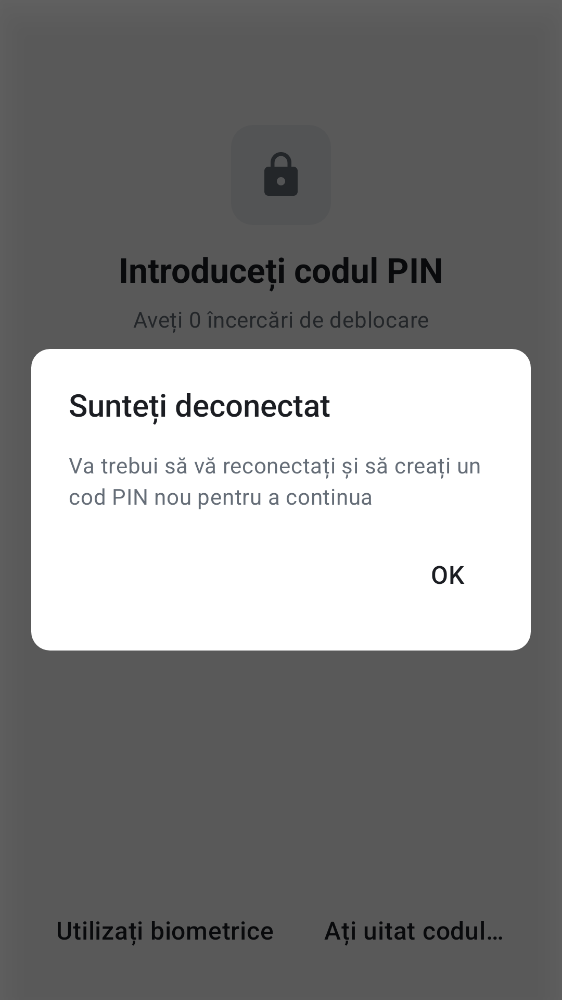 Introduceți codul PIN
Aveți 0 încercări de deblocare
Sunteți deconectat
Va trebui să vă reconectați și să creați un
cod PIN nou pentru a continua
OK
Utilizați biometrice
Ați uitat codul…